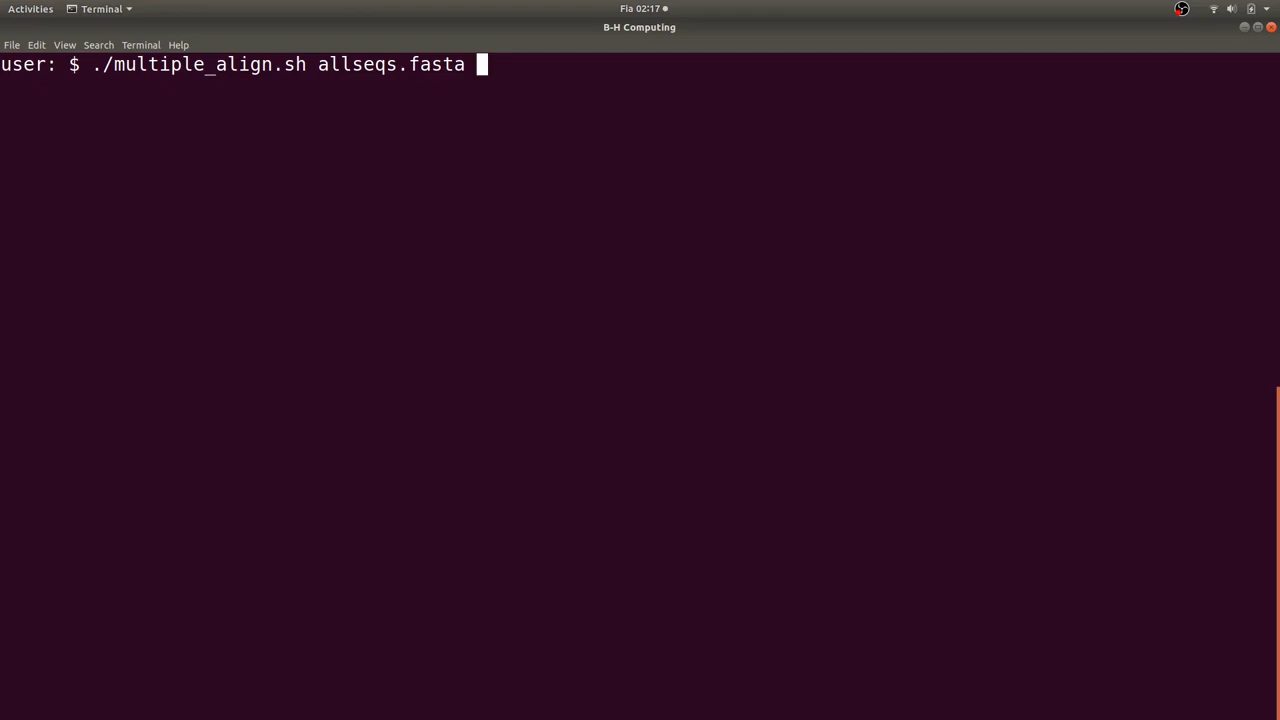 Activities Terminal Fia 02:17
B-H Computing
File Edit View Search Terminal Help
user: $ ./multiple_align.sh allseqs.fasta